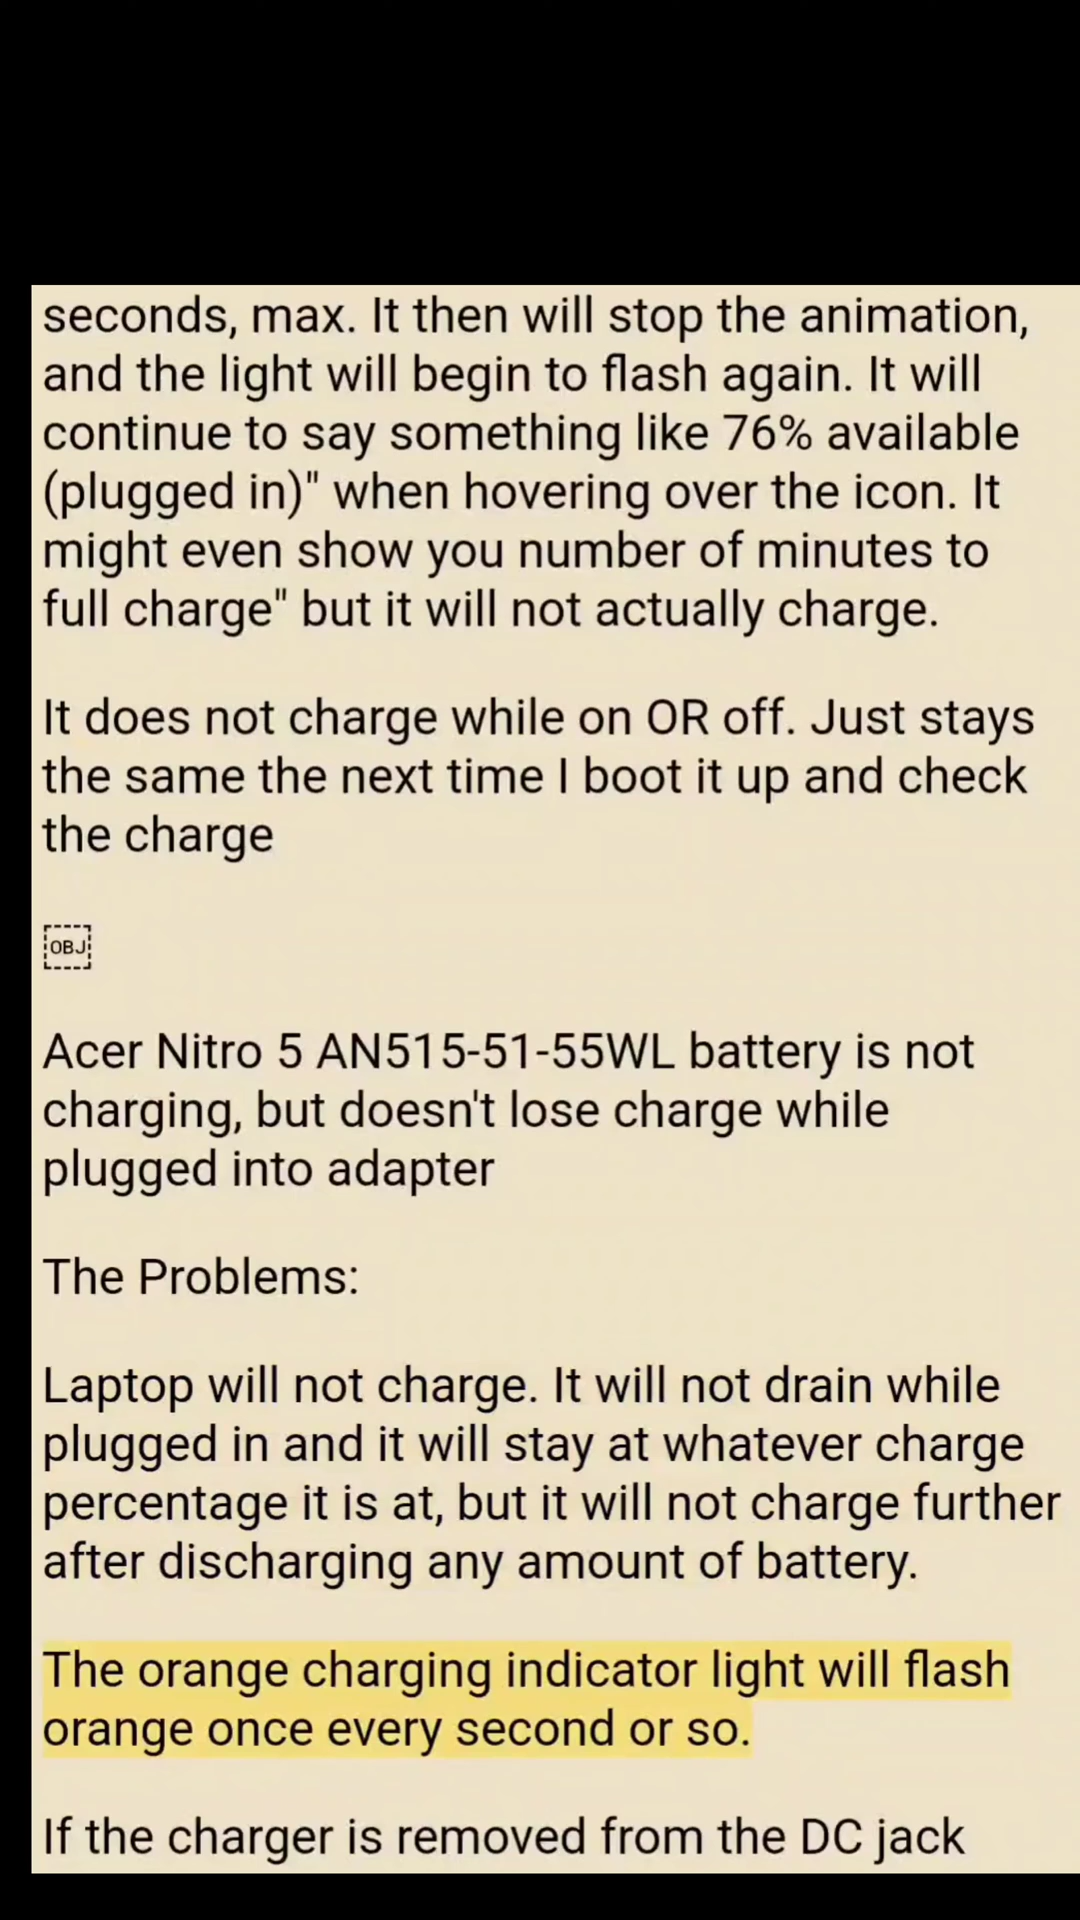 seconds, max. It then will stop the animation,
and the light will begin to flash again. It will
continue to say something like 76% available
(plugged in)" when hovering over the icon. It
might even show you number of minutes to
full charge" but it will not actually charge.
It does not charge while on OR off. Just stays
the same the next time I boot it up and check
the charge
OBJ
Acer Nitro 5 AN515-51-55WL battery is not
charging, but doesn't lose charge while
plugged into adapter
The Problems:
Laptop will not charge. It will not drain while
plugged in and it will stay at whatever charge
percentage it is at, but it will not charge further
after discharging any amount of battery.
The orange charging indicator light will flash
orange once every second or so.
If the charger is removed from the DC jack